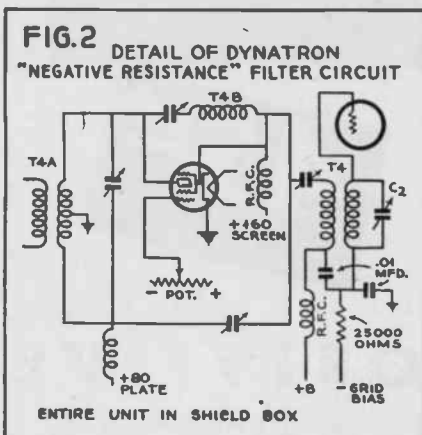 FIG.2
DETAIL OF DYNATRON
"NEGATIVE RESISTANCE" FILTER CIRCUIT
T4B
T4A
T4
C2
R.F.C.
+160
SCREEN
.01
MFD.
- POT. +
R.F.C.
25000
OHMS
+80
PLATE
+B
- GRID
BIAS
ENTIRE UNIT IN SHIELD BOX